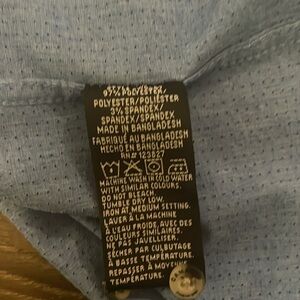 POLYESTER/POLIÉSTER
3% SPANDEX/
SPANDEX/SPANDEX
MADE IN BANGLADESH
FABRIQUÉ AU BANGLADESH
HECHO EN BANGLADESH
RN# 123827
MACHINE WASH IN COLD WATER
WITH SIMILAR COLOURS.
DO NOT BLEACH.
TUMBLE DRY LOW.
IRON AT MEDIUM SETTING.
LAVER À LA MACHINE
À L'EAU FROIDE, AVEC DES
COULEURS SIMILAIRES.
NE PAS JAVELLISER.
SÉCHER PAR CULBUTAGE
À BASSE TEMPÉRATURE.
REPASSER À MOYENNE
TEMPÉRATURE.